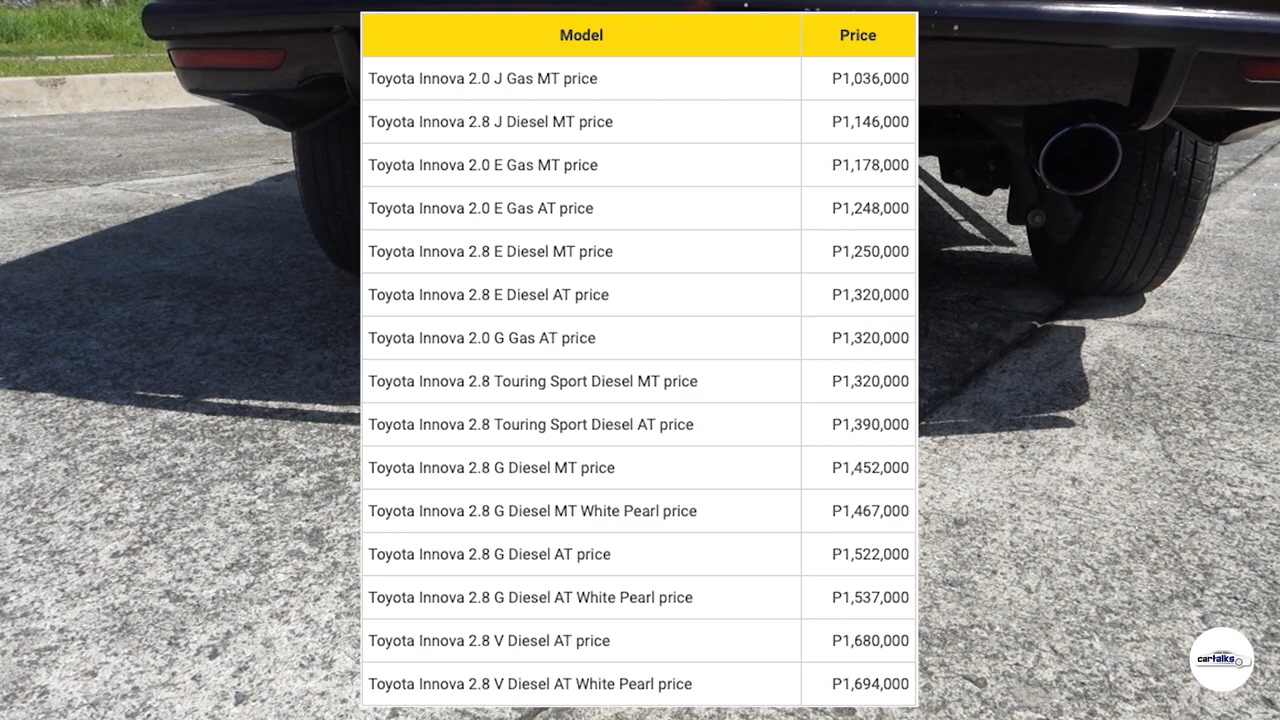 Model Price
Toyota Innova 2.0 J Gas MT price P1,036,000
Toyota Innova 2.8 J Diesel MT price P1,146,000
Toyota Innova 2.0 E Gas MT price P1,178,000
Toyota Innova 2.0 E Gas AT price P1,248,000
Toyota Innova 2.8 E Diesel MT price P1,250,000
Toyota Innova 2.8 E Diesel AT price P1,320,000
Toyota Innova 2.0 G Gas AT price P1,320,000
Toyota Innova 2.8 Touring Sport Diesel MT price P1,320,000
Toyota Innova 2.8 Touring Sport Diesel AT price P1,390,000
Toyota Innova 2.8 G Diesel MT price P1,452,000
Toyota Innova 2.8 G Diesel MT White Pearl price P1,467,000
Toyota Innova 2.8 G Diesel AT price P1,522,000
Toyota Innova 2.8 G Diesel AT White Pearl price P1,537,000
Toyota Innova 2.8 V Diesel AT price P1,680,000
Toyota Innova 2.8 V Diesel AT White Pearl price P1,694,000
cartalks